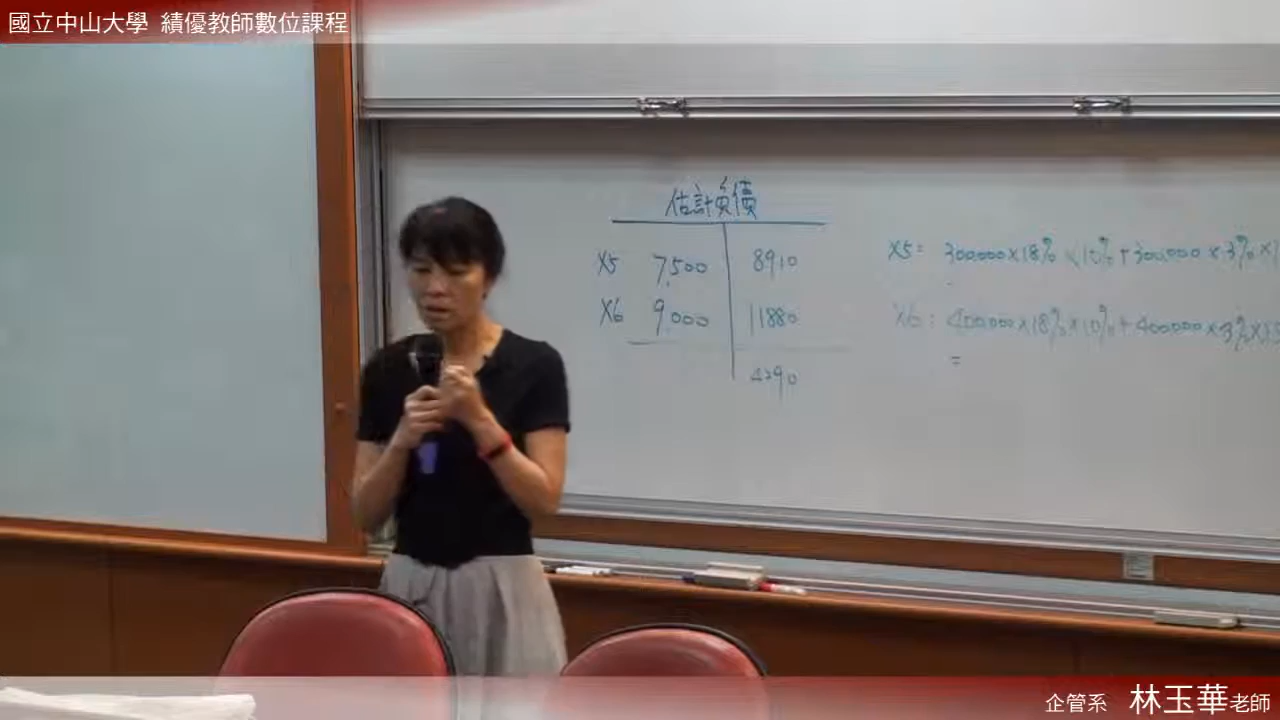 國立中山大學 績優教師數位課程
估計負債
X5 7,500 8910
X6 9,000 11880
4290
X5: 300000×18%×10%+300,000×3%×
X6: 400000×18%×10%+400000×3%×
=
企管系 林玉華老師